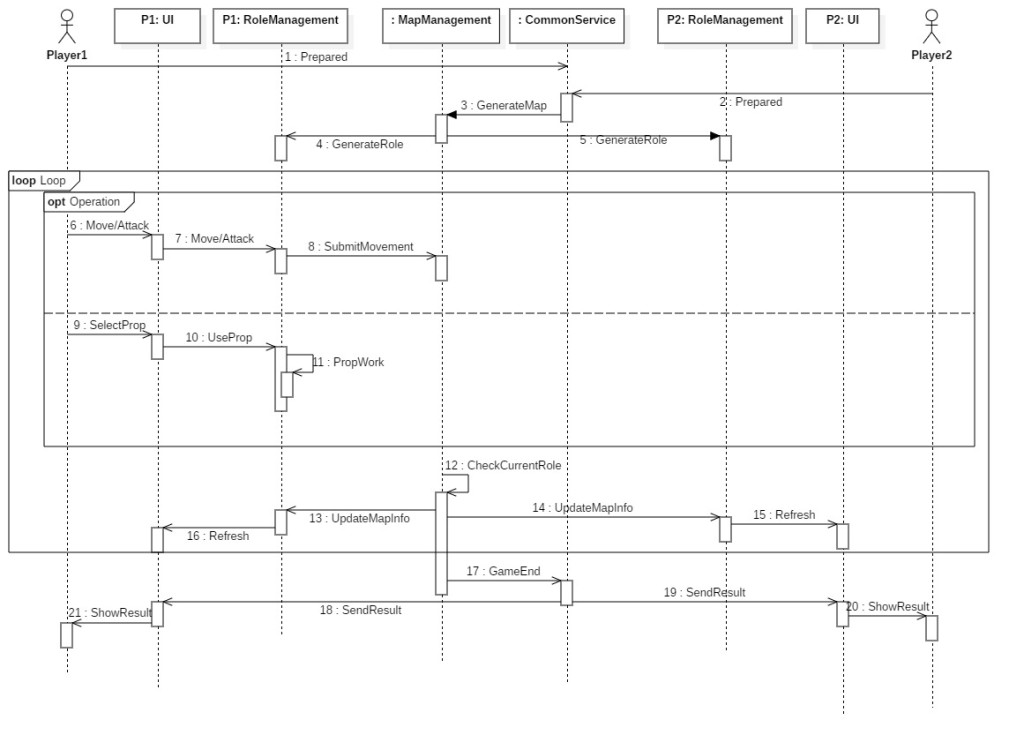 P1: UI
P1: RoleManagement
: MapManagement
: CommonService
P2: RoleManagement
P2: UI
Player1
Player2
1 : Prepared
2 : Prepared
3 : GenerateMap
4 : GenerateRole
5 : GenerateRole
loop Loop
opt Operation
6 : Move/Attack
7 : Move/Attack
8 : SubmitMovement
9 : SelectProp
10 : UseProp
11 : PropWork
12 : CheckCurrentRole
13 : UpdateMapInfo
14 : UpdateMapInfo
15 : Refresh
16 : Refresh
17 : GameEnd
18 : SendResult
19 : SendResult
20 : ShowResult
21 : ShowResult